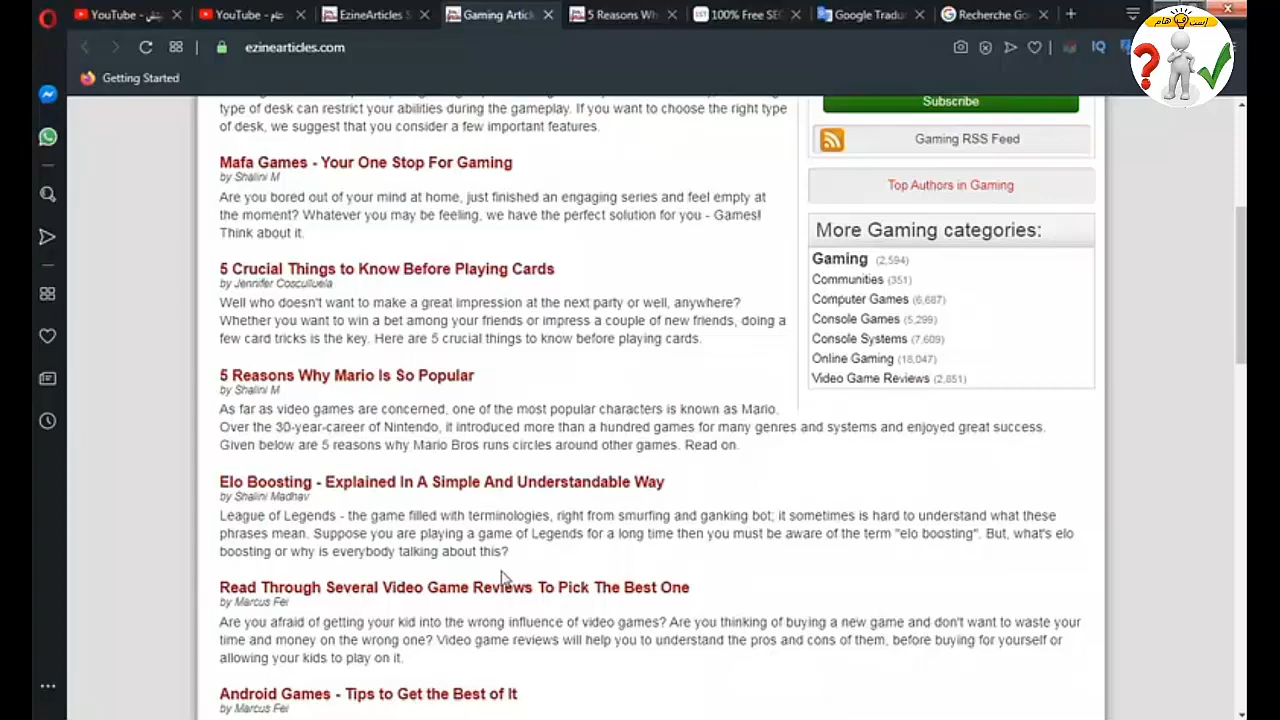 YouTube -
YouTube -
EzineArticles S
Gaming Artic
5 Reasons Wh
100% Free SEO
Google Tradu
Recherche Go
إسب هام
ezinearticles.com
IQ
Getting Started
type of desk can restrict your abilities during the gameplay. If you want to choose the right type
of desk, we suggest that you consider a few important features.
Mafa Games - Your One Stop For Gaming
by Shalini M
Are you bored out of your mind at home, just finished an engaging series and feel empty at
the moment? Whatever you may be feeling, we have the perfect solution for you - Games!
Think about it.
5 Crucial Things to Know Before Playing Cards
by Jennifer Cosculluela
Well who doesn't want to make a great impression at the next party or well, anywhere?
Whether you want to win a bet among your friends or impress a couple of new friends, doing a
few card tricks is the key. Here are 5 crucial things to know before playing cards.
5 Reasons Why Mario Is So Popular
by Shalini M
As far as video games are concerned, one of the most popular characters is known as Mario.
Over the 30-year-career of Nintendo, it introduced more than a hundred games for many genres and systems and enjoyed great success.
Given below are 5 reasons why Mario Bros runs circles around other games. Read on.
Elo Boosting - Explained In A Simple And Understandable Way
by Shalini Madhav
League of Legends - the game filled with terminologies, right from smurfing and ganking bot; it sometimes is hard to understand what these
phrases mean. Suppose you are playing a game of Legends for a long time then you must be aware of the term "elo boosting". But, what's elo
boosting or why is everybody talking about this?
Read Through Several Video Game Reviews To Pick The Best One
by Marcus Fei
Are you afraid of getting your kid into the wrong influence of video games? Are you thinking of buying a new game and don't want to waste your
time and money on the wrong one? Video game reviews will help you to understand the pros and cons of them, before buying for yourself or
allowing your kids to play on it.
Android Games - Tips to Get the Best of It
by Marcus Fei
Subscribe
Gaming RSS Feed
Top Authors in Gaming
More Gaming categories:
Gaming (2,594)
Communities (351)
Computer Games (6,687)
Console Games (5,299)
Console Systems (7,609)
Online Gaming (18,047)
Video Game Reviews (2,851)